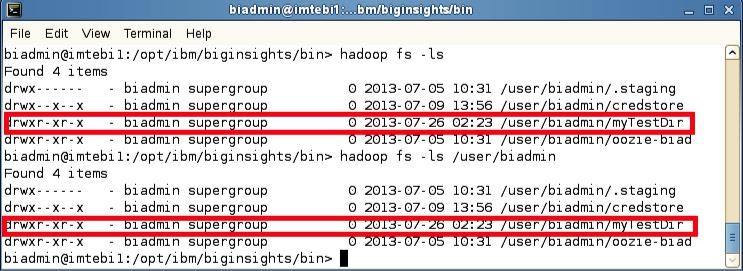 biadmin@imtebi1:...bm/biginsights/bin
File Edit View Terminal Help
biadmin@imtebi1:/opt/ibm/biginsights/bin> hadoop fs -ls
Found 4 items
drwx------   - biadmin supergroup          0 2013-07-05 10:31 /user/biadmin/.staging
drwx--x--x   - biadmin supergroup          0 2013-07-09 13:56 /user/biadmin/credstore
drwxr-xr-x   - biadmin supergroup          0 2013-07-26 02:23 /user/biadmin/myTestDir
drwxr-xr-x   - biadmin supergroup          0 2013-07-05 10:31 /user/biadmin/oozie-biad
biadmin@imtebi1:/opt/ibm/biginsights/bin> hadoop fs -ls /user/biadmin
Found 4 items
drwx------   - biadmin supergroup          0 2013-07-05 10:31 /user/biadmin/.staging
drwx--x--x   - biadmin supergroup          0 2013-07-09 13:56 /user/biadmin/credstore
drwxr-xr-x   - biadmin supergroup          0 2013-07-26 02:23 /user/biadmin/myTestDir
drwxr-xr-x   - biadmin supergroup          0 2013-07-05 10:31 /user/biadmin/oozie-biad
biadmin@imtebi1:/opt/ibm/biginsights/bin>